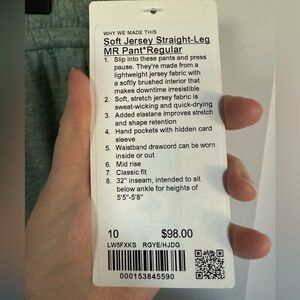 WHY WE MADE THIS
Soft Jersey Straight-Leg
MR Pant*Regular
1. Slip into these pants and press
pause. They're made from a
lightweight jersey fabric with
a softly brushed interior that
makes downtime irresistible
2. Soft, stretch jersey fabric is
sweat-wicking and quick-drying
3. Added elastane improves stretch
and shape retention
4. Hand pockets with hidden card
sleeve
5. Waistband drawcord can be worn
inside or out
6. Mid rise
7. Classic fit
8. 32" inseam, intended to sit
below ankle for heights of
5'5"-5'8"
10 $98.00
LW5FXKS RGYE/HJDG
000153845590